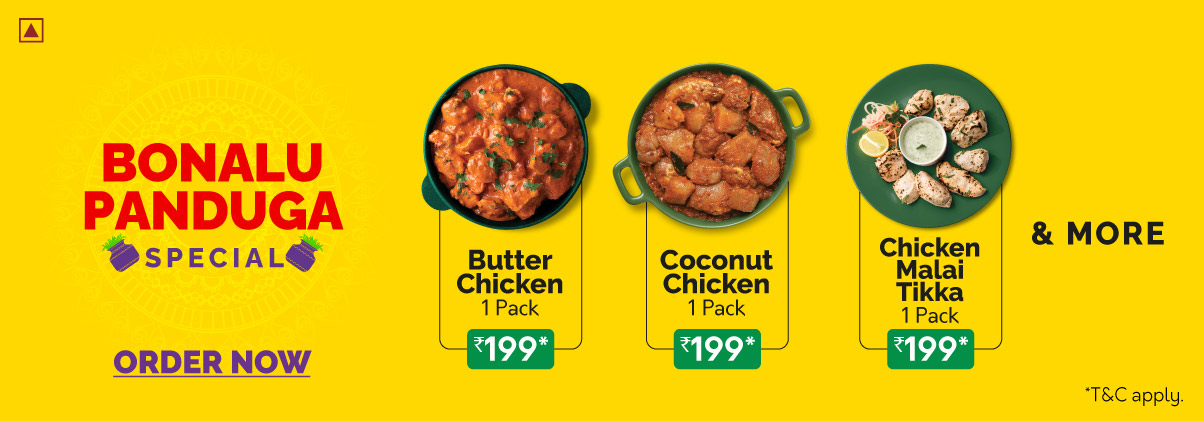 BONALU
PANDUGA
SPECIAL
ORDER NOW
Butter
Chicken
1 Pack
₹199*
Coconut
Chicken
1 Pack
₹199*
Chicken
Malai
Tikka
1 Pack
₹199*
& MORE
*T&C apply.